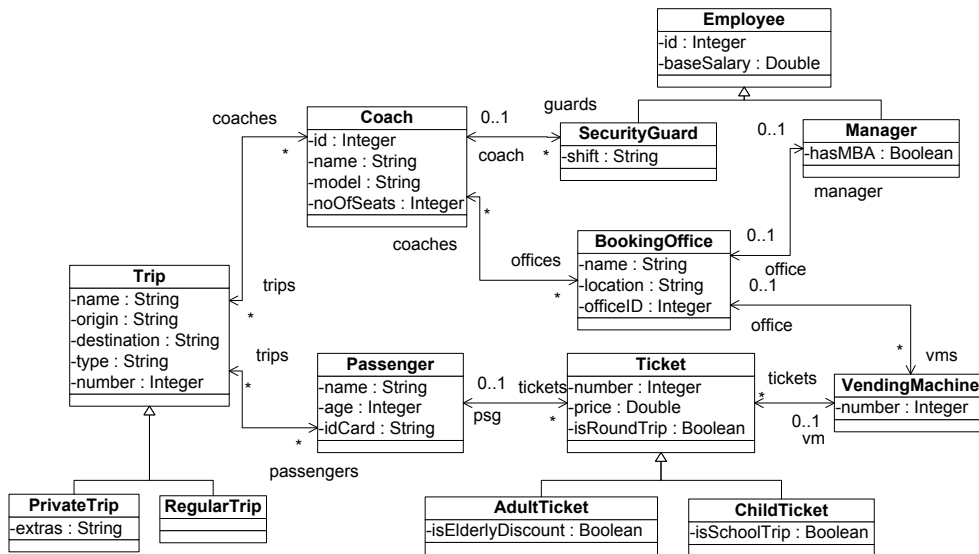 Employee
-id : Integer
-baseSalary : Double
coaches
*
Coach
-id : Integer
-name : String
-model : String
-noOfSeats : Integer
0..1
coach
guards
*
SecurityGuard
-shift : String
0..1
Manager
-hasMBA : Boolean
manager
*
coaches
offices
*
BookingOffice
-name : String
-location : String
-officeID : Integer
0..1
office
0..1
office
*
vms
Trip
-name : String
-origin : String
-destination : String
-type : String
-number : Integer
trips
*
trips
*
Passenger
-name : String
-age : Integer
-idCard : String
*
passengers
0..1
psg
tickets
*
Ticket
-number : Integer
-price : Double
-isRoundTrip : Boolean
tickets
*
0..1
vm
VendingMachine
-number : Integer
PrivateTrip
-extras : String
RegularTrip
AdultTicket
-isElderlyDiscount : Boolean
ChildTicket
-isSchoolTrip : Boolean